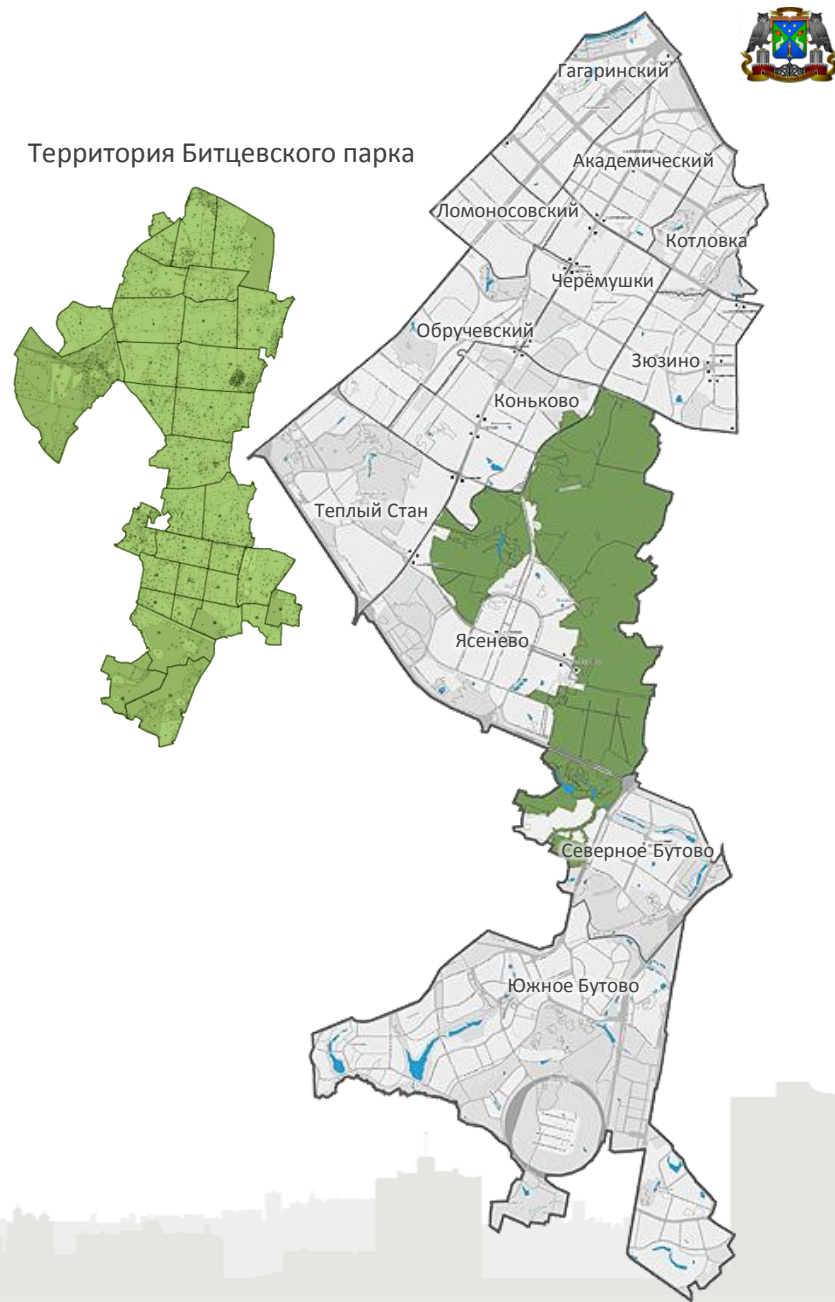 Гагаринский
Территория Битцевского парка
Академический
Ломоносовский
Котловка
Черёмушки
Обручевский
Зюзино
Коньково
Теплый Стан
Ясенево
Северное Бутово
Южное Бутово